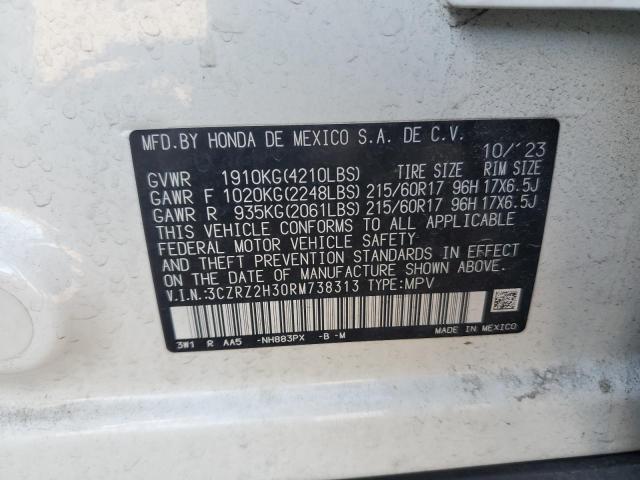 MFD.BY HONDA DE MEXICO S.A. DE C.V.
10/'23
GVWR 1910KG(4210LBS) TIRE SIZE RIM SIZE
GAWR F 1020KG(2248LBS) 215/60R17 96H 17X6.5J
GAWR R 935KG(2061LBS) 215/60R17 96H 17X6.5J
THIS VEHICLE CONFORMS TO ALL APPLICABLE
FEDERAL MOTOR VEHICLE SAFETY
AND THEFT PREVENTION STANDARDS IN EFFECT
ON THE DATE OF MANUFACTURE SHOWN ABOVE.
V.I.N.:3CZRZ2H30RM738313 TYPE:MPV
3W1 R AA5 -NH883PX -B -M